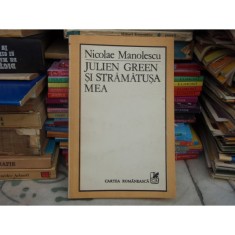 Nicolae Manolescu
JULIEN GREEN
ȘI STRĂMĂTUȘA
MEA
CARTEA ROMÂNEASCĂ